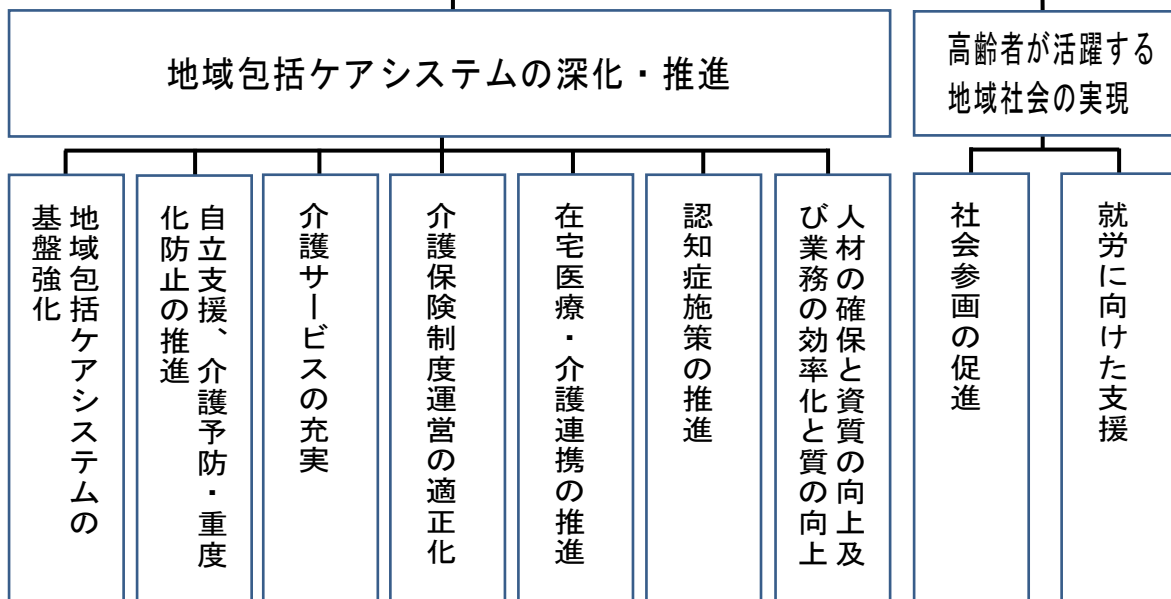 地域包括ケアシステムの深化・推進
高齢者が活躍する
地域社会の実現
地域包括ケアシステムの
基盤強化
自立支援、介護予防・重度
化防止の推進
介護サービスの充実
介護保険制度運営の適正化
在宅医療・介護連携の推進
認知症施策の推進
人材の確保と資質の向上及
び業務の効率化と質の向上
社会参画の促進
就労に向けた支援